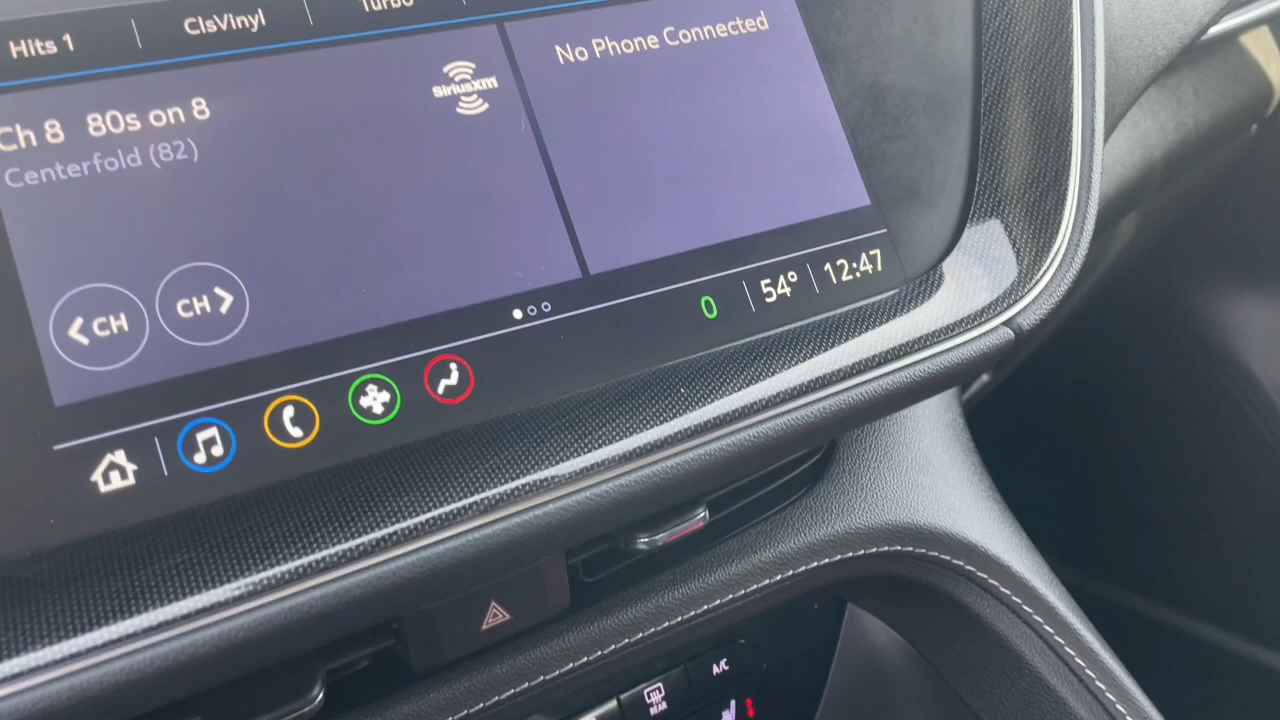 Hits 1
ClsVinyl
Turbo
No Phone Connected
SiriusXM
Ch 8 80s on 8
Centerfold (82)
CH
CH
0
54°
12:47
A/C
REAR